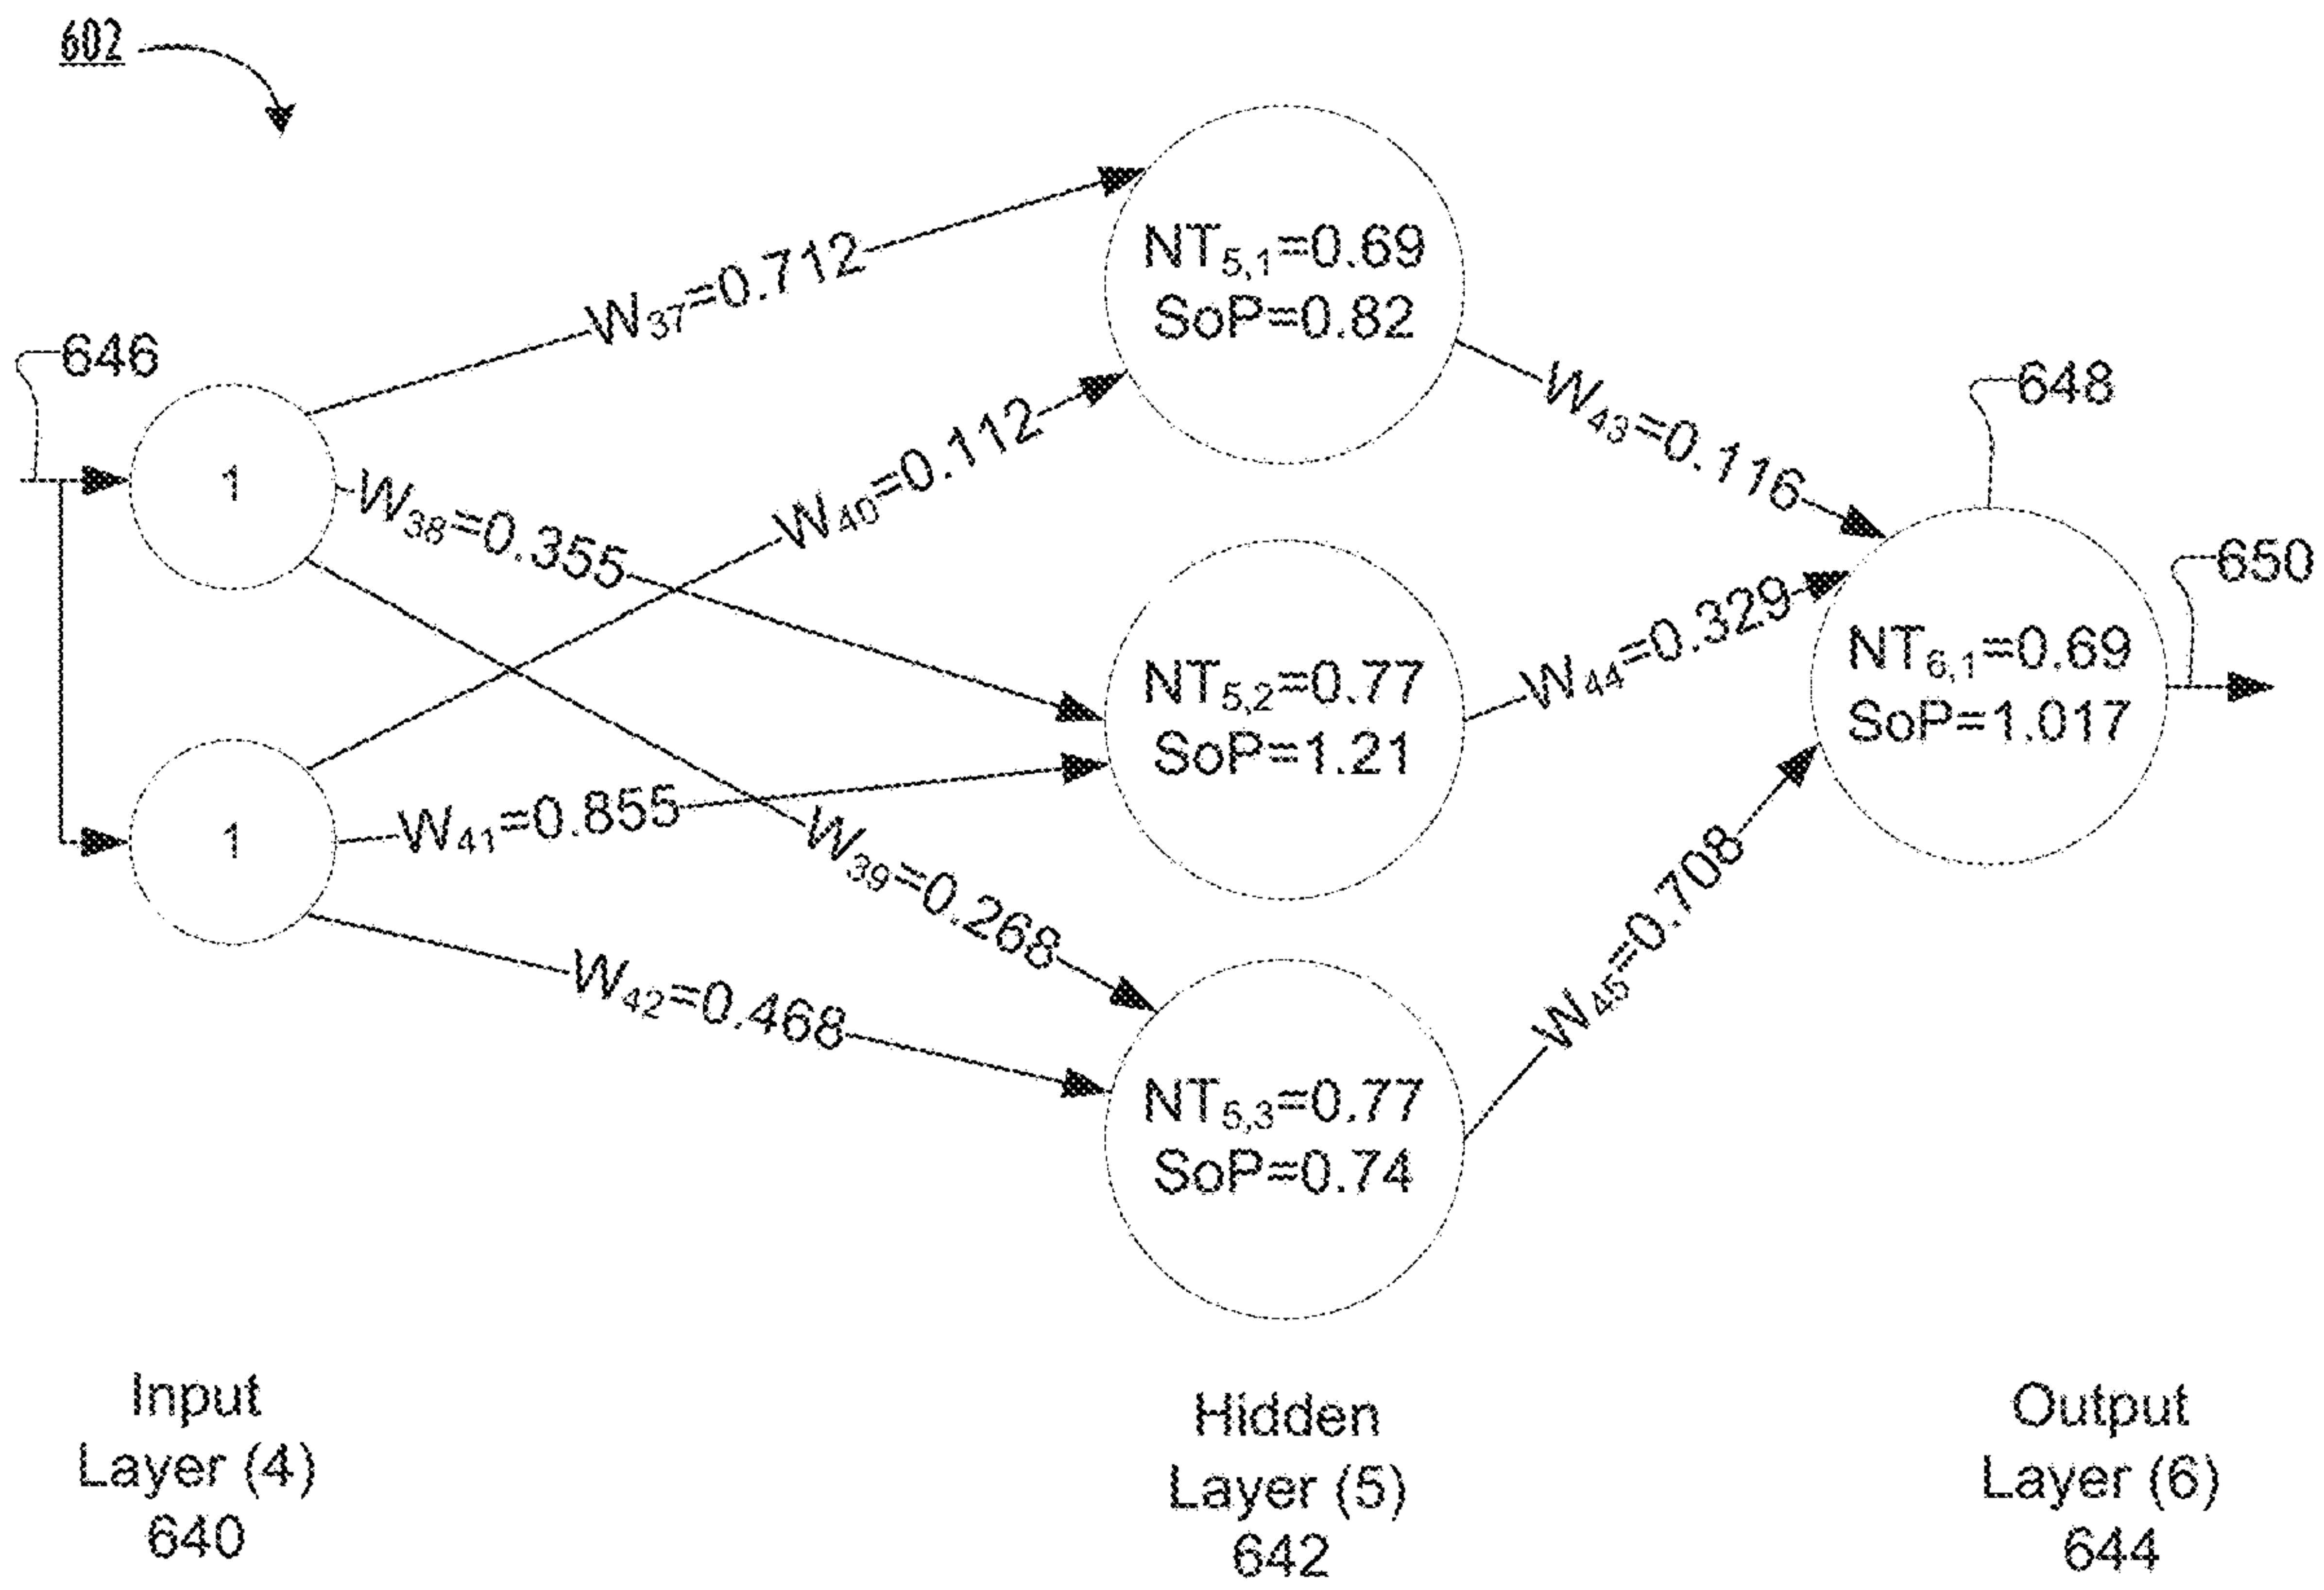 602
W37=0.712
NT5,1=0.69
SoP=0.82
646
648
W43=0.116
1
W38=0.355
W40=0.112
650
NT5,2=0.77
SoP=1.21
W44=0.329
NT6,1=0.69
SoP=1.017
1
W41=0.855
W39=0.268
W42=0.468
W45=0.708
NT5,3=0.77
SoP=0.74
Input
Layer (4)
640
Hidden
Layer (5)
642
Output
Layer (6)
644